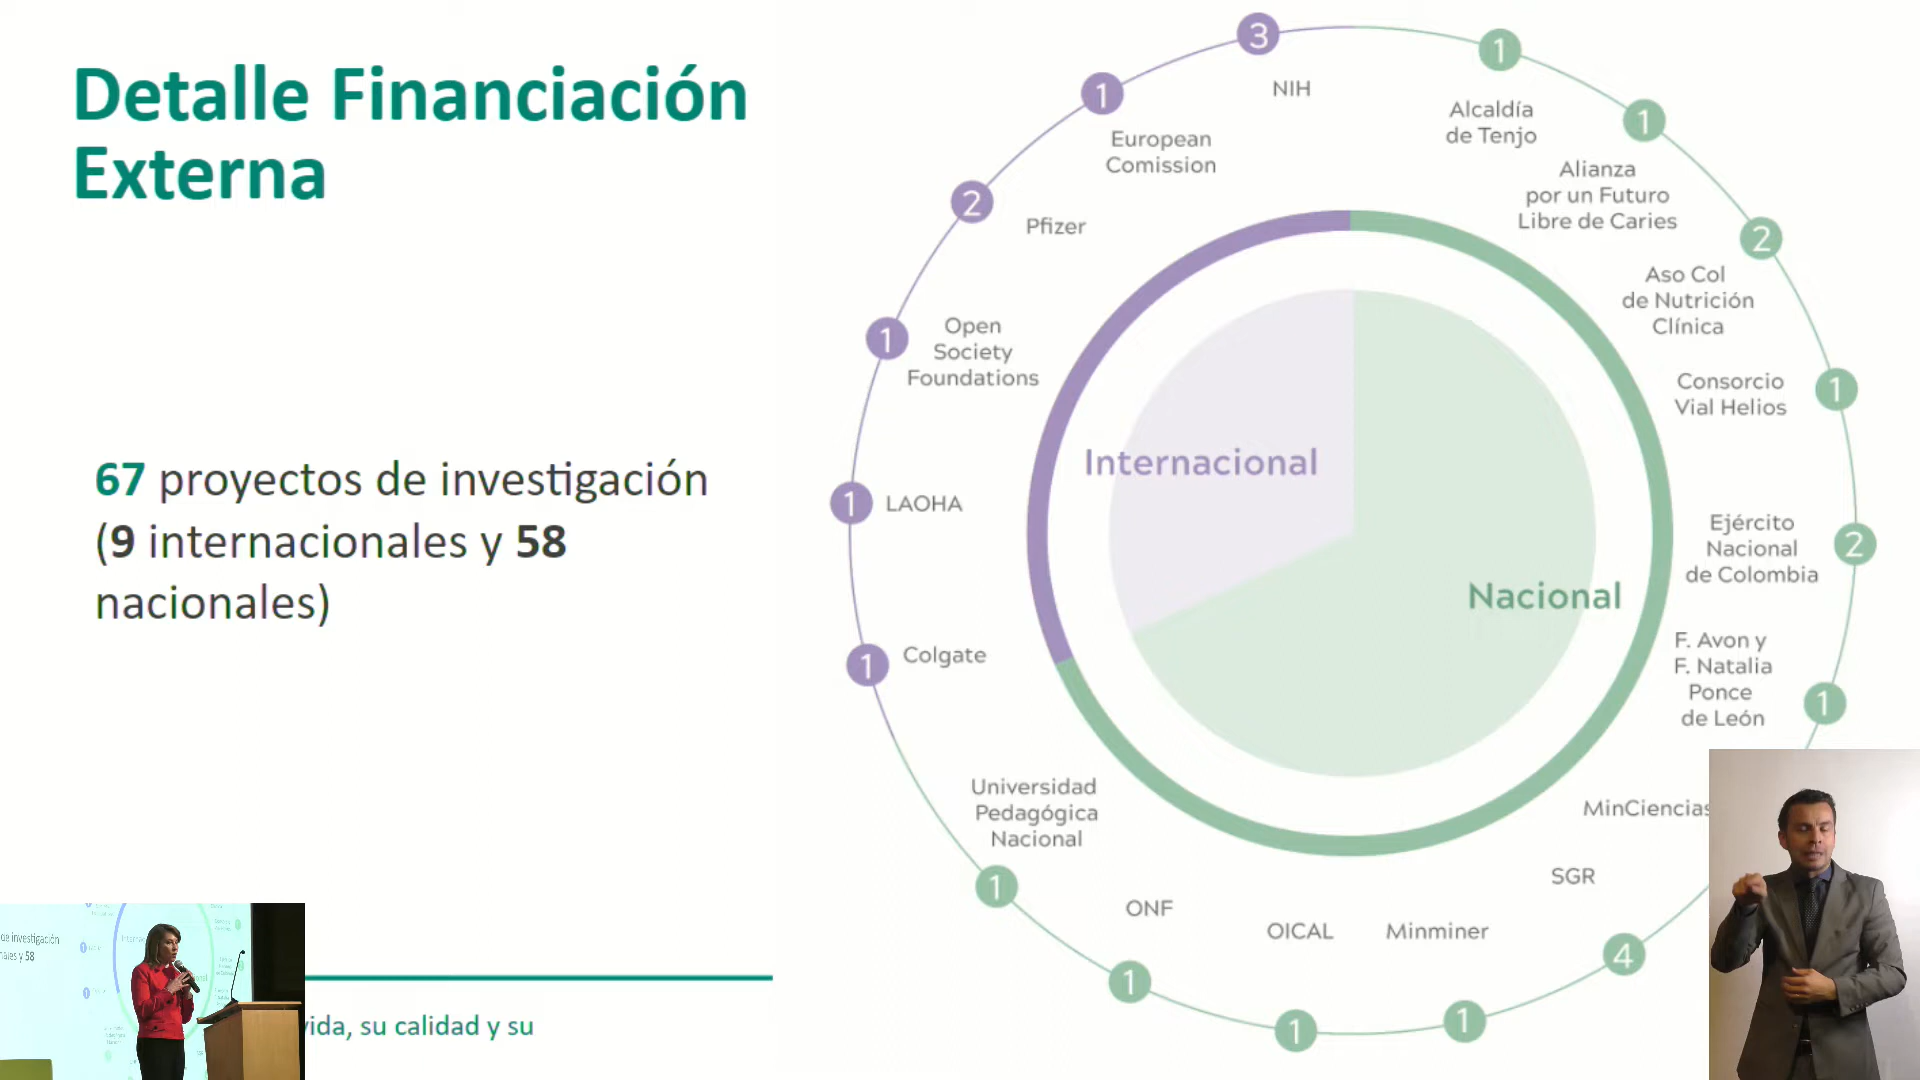 Detalle Financiación
Externa
67 proyectos de investigación
(9 internacionales y 58
nacionales)
3
NIH
1
European
Comission
2
Pfizer
1
Open
Society
Foundations
1
LAOHA
1
Colgate
Internacional
Nacional
1
Alcaldía
de Tenjo
1
Alianza
por un Futuro
Libre de Caries
2
Aso Col
de Nutrición
Clínica
1
Consorcio
Vial Helios
2
Ejército
Nacional
de Colombia
1
F. Avon y
F. Natalia
Ponce
de León
MinCiencias
SGR
4
Minminer
1
OICAL
1
ONF
1
Universidad
Pedagógica
Nacional
1
vida, su calidad y su
de investigación
y 58